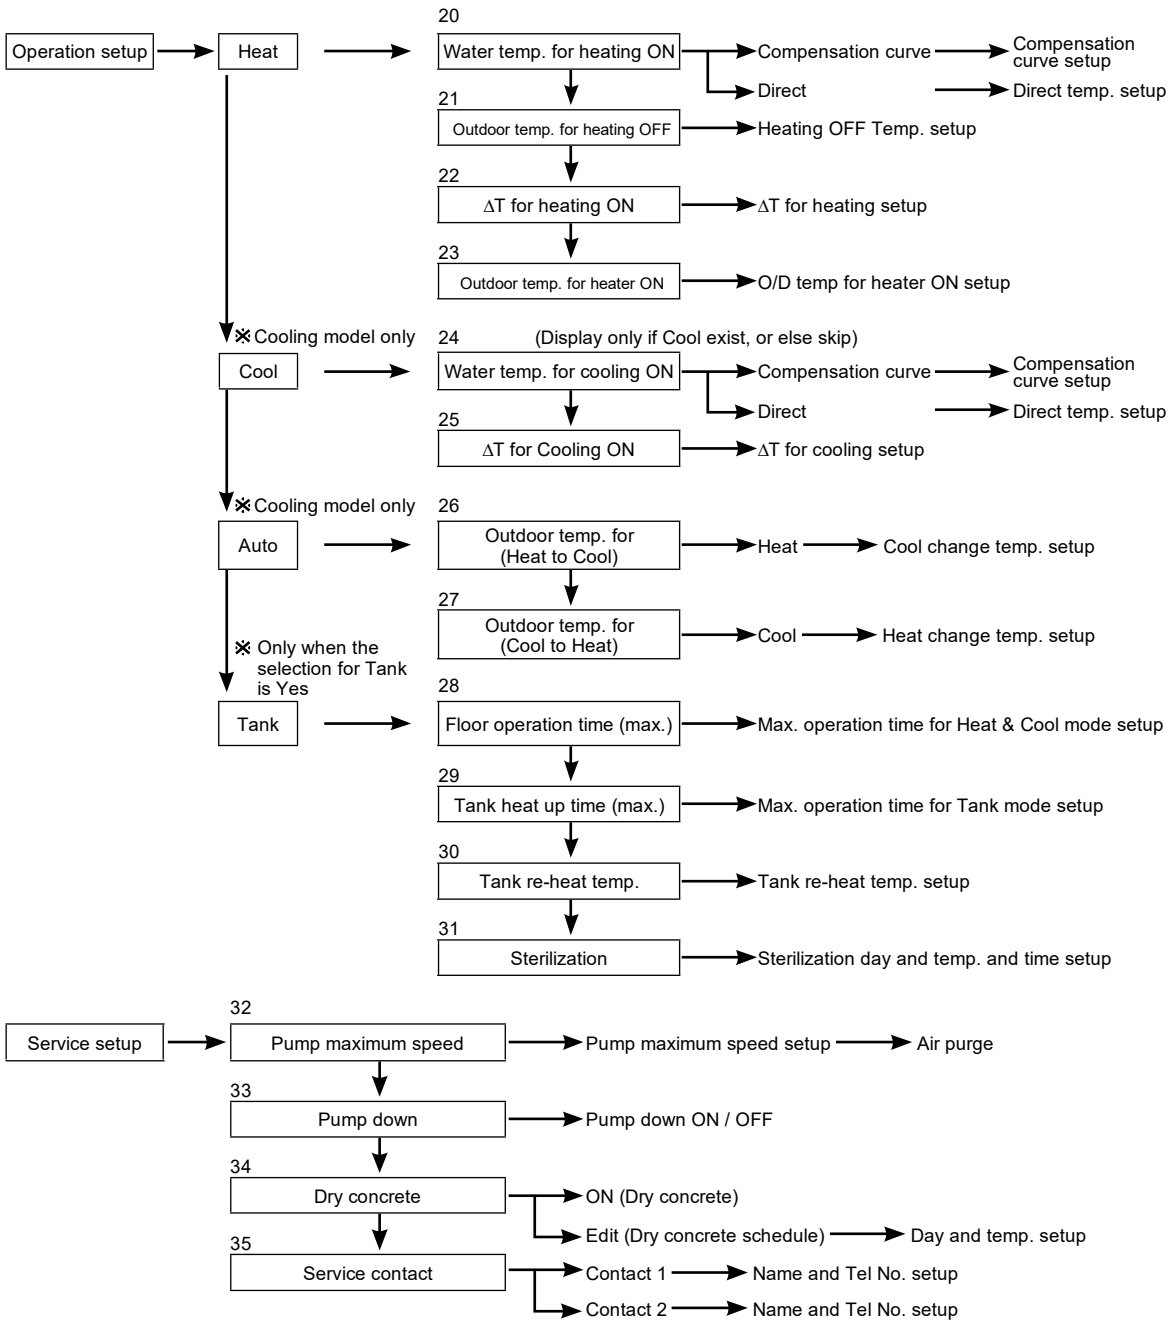 20
Operation setup
Heat
Water temp. for heating ON
Compensation curve
Compensation
curve setup
Direct
Direct temp. setup
21
Outdoor temp. for heating OFF
Heating OFF Temp. setup
22
∆T for heating ON
∆T for heating setup
23
Outdoor temp. for heater ON
O/D temp for heater ON setup
※ Cooling model only
24
(Display only if Cool exist, or else skip)
Cool
Water temp. for cooling ON
Compensation curve
Compensation
curve setup
Direct
Direct temp. setup
25
∆T for Cooling ON
∆T for cooling setup
※ Cooling model only
26
Auto
Outdoor temp. for
(Heat to Cool)
Heat
Cool change temp. setup
27
Outdoor temp. for
(Cool to Heat)
Cool
Heat change temp. setup
※ Only when the
selection for Tank
is Yes
28
Tank
Floor operation time (max.)
Max. operation time for Heat & Cool mode setup
29
Tank heat up time (max.)
Max. operation time for Tank mode setup
30
Tank re-heat temp.
Tank re-heat temp. setup
31
Sterilization
Sterilization day and temp. and time setup
32
Service setup
Pump maximum speed
Pump maximum speed setup
Air purge
33
Pump down
Pump down ON / OFF
34
Dry concrete
ON (Dry concrete)
Edit (Dry concrete schedule)
Day and temp. setup
35
Service contact
Contact 1
Name and Tel No. setup
Contact 2
Name and Tel No. setup